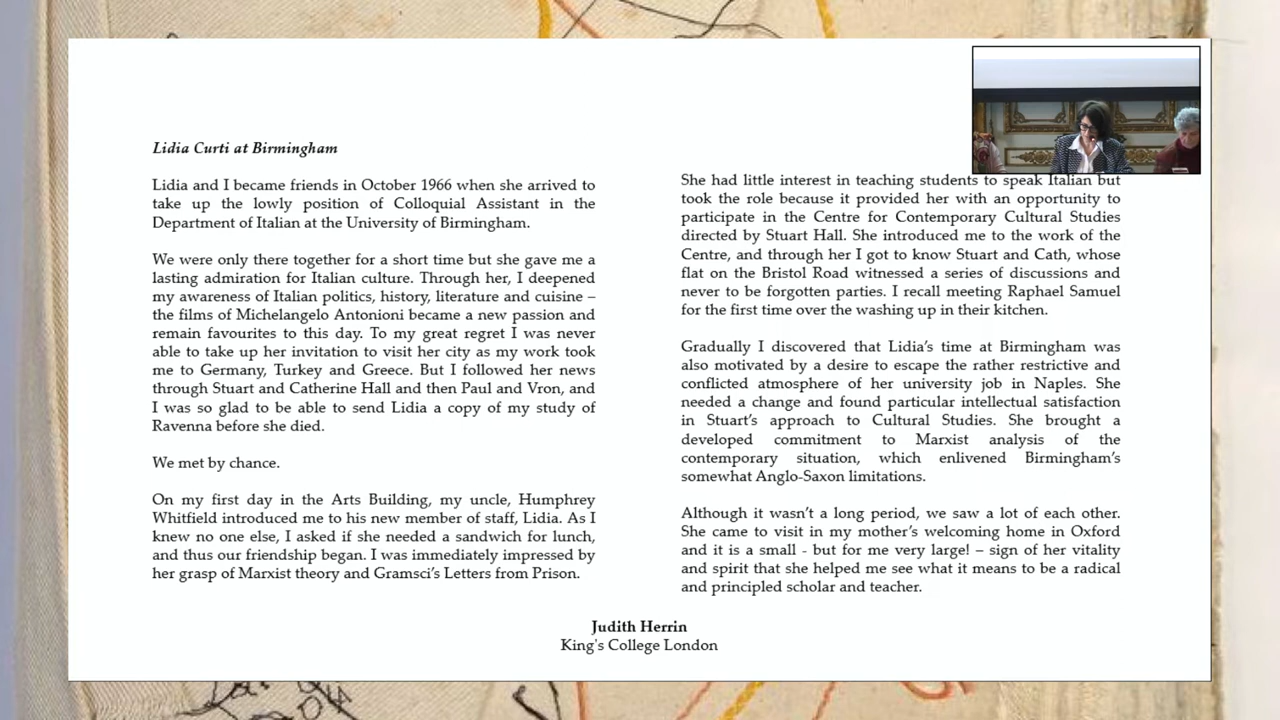 Lidia Curti at Birmingham
Lidia and I became friends in October 1966 when she arrived to
take up the lowly position of Colloquial Assistant in the
Department of Italian at the University of Birmingham.
We were only there together for a short time but she gave me a
lasting admiration for Italian culture. Through her, I deepened
my awareness of Italian politics, history, literature and cuisine –
the films of Michelangelo Antonioni became a new passion and
remain favourites to this day. To my great regret I was never
able to take up her invitation to visit her city as my work took
me to Germany, Turkey and Greece. But I followed her news
through Stuart and Catherine Hall and then Paul and Vron, and
I was so glad to be able to send Lidia a copy of my study of
Ravenna before she died.
We met by chance.
On my first day in the Arts Building, my uncle, Humphrey
Whitfield introduced me to his new member of staff, Lidia. As I
knew no one else, I asked if she needed a sandwich for lunch,
and thus our friendship began. I was immediately impressed by
her grasp of Marxist theory and Gramsci's Letters from Prison.
She had little interest in teaching students to speak Italian but
took the role because it provided her with an opportunity to
participate in the Centre for Contemporary Cultural Studies
directed by Stuart Hall. She introduced me to the work of the
Centre, and through her I got to know Stuart and Cath, whose
flat on the Bristol Road witnessed a series of discussions and
never to be forgotten parties. I recall meeting Raphael Samuel
for the first time over the washing up in their kitchen.
Gradually I discovered that Lidia's time at Birmingham was
also motivated by a desire to escape the rather restrictive and
conflicted atmosphere of her university job in Naples. She
needed a change and found particular intellectual satisfaction
in Stuart's approach to Cultural Studies. She brought a
developed commitment to Marxist analysis of the
contemporary situation, which enlivened Birmingham's
somewhat Anglo-Saxon limitations.
Although it wasn't a long period, we saw a lot of each other.
She came to visit in my mother's welcoming home in Oxford
and it is a small - but for me very large! – sign of her vitality
and spirit that she helped me see what it means to be a radical
and principled scholar and teacher.
Judith Herrin
King's College London